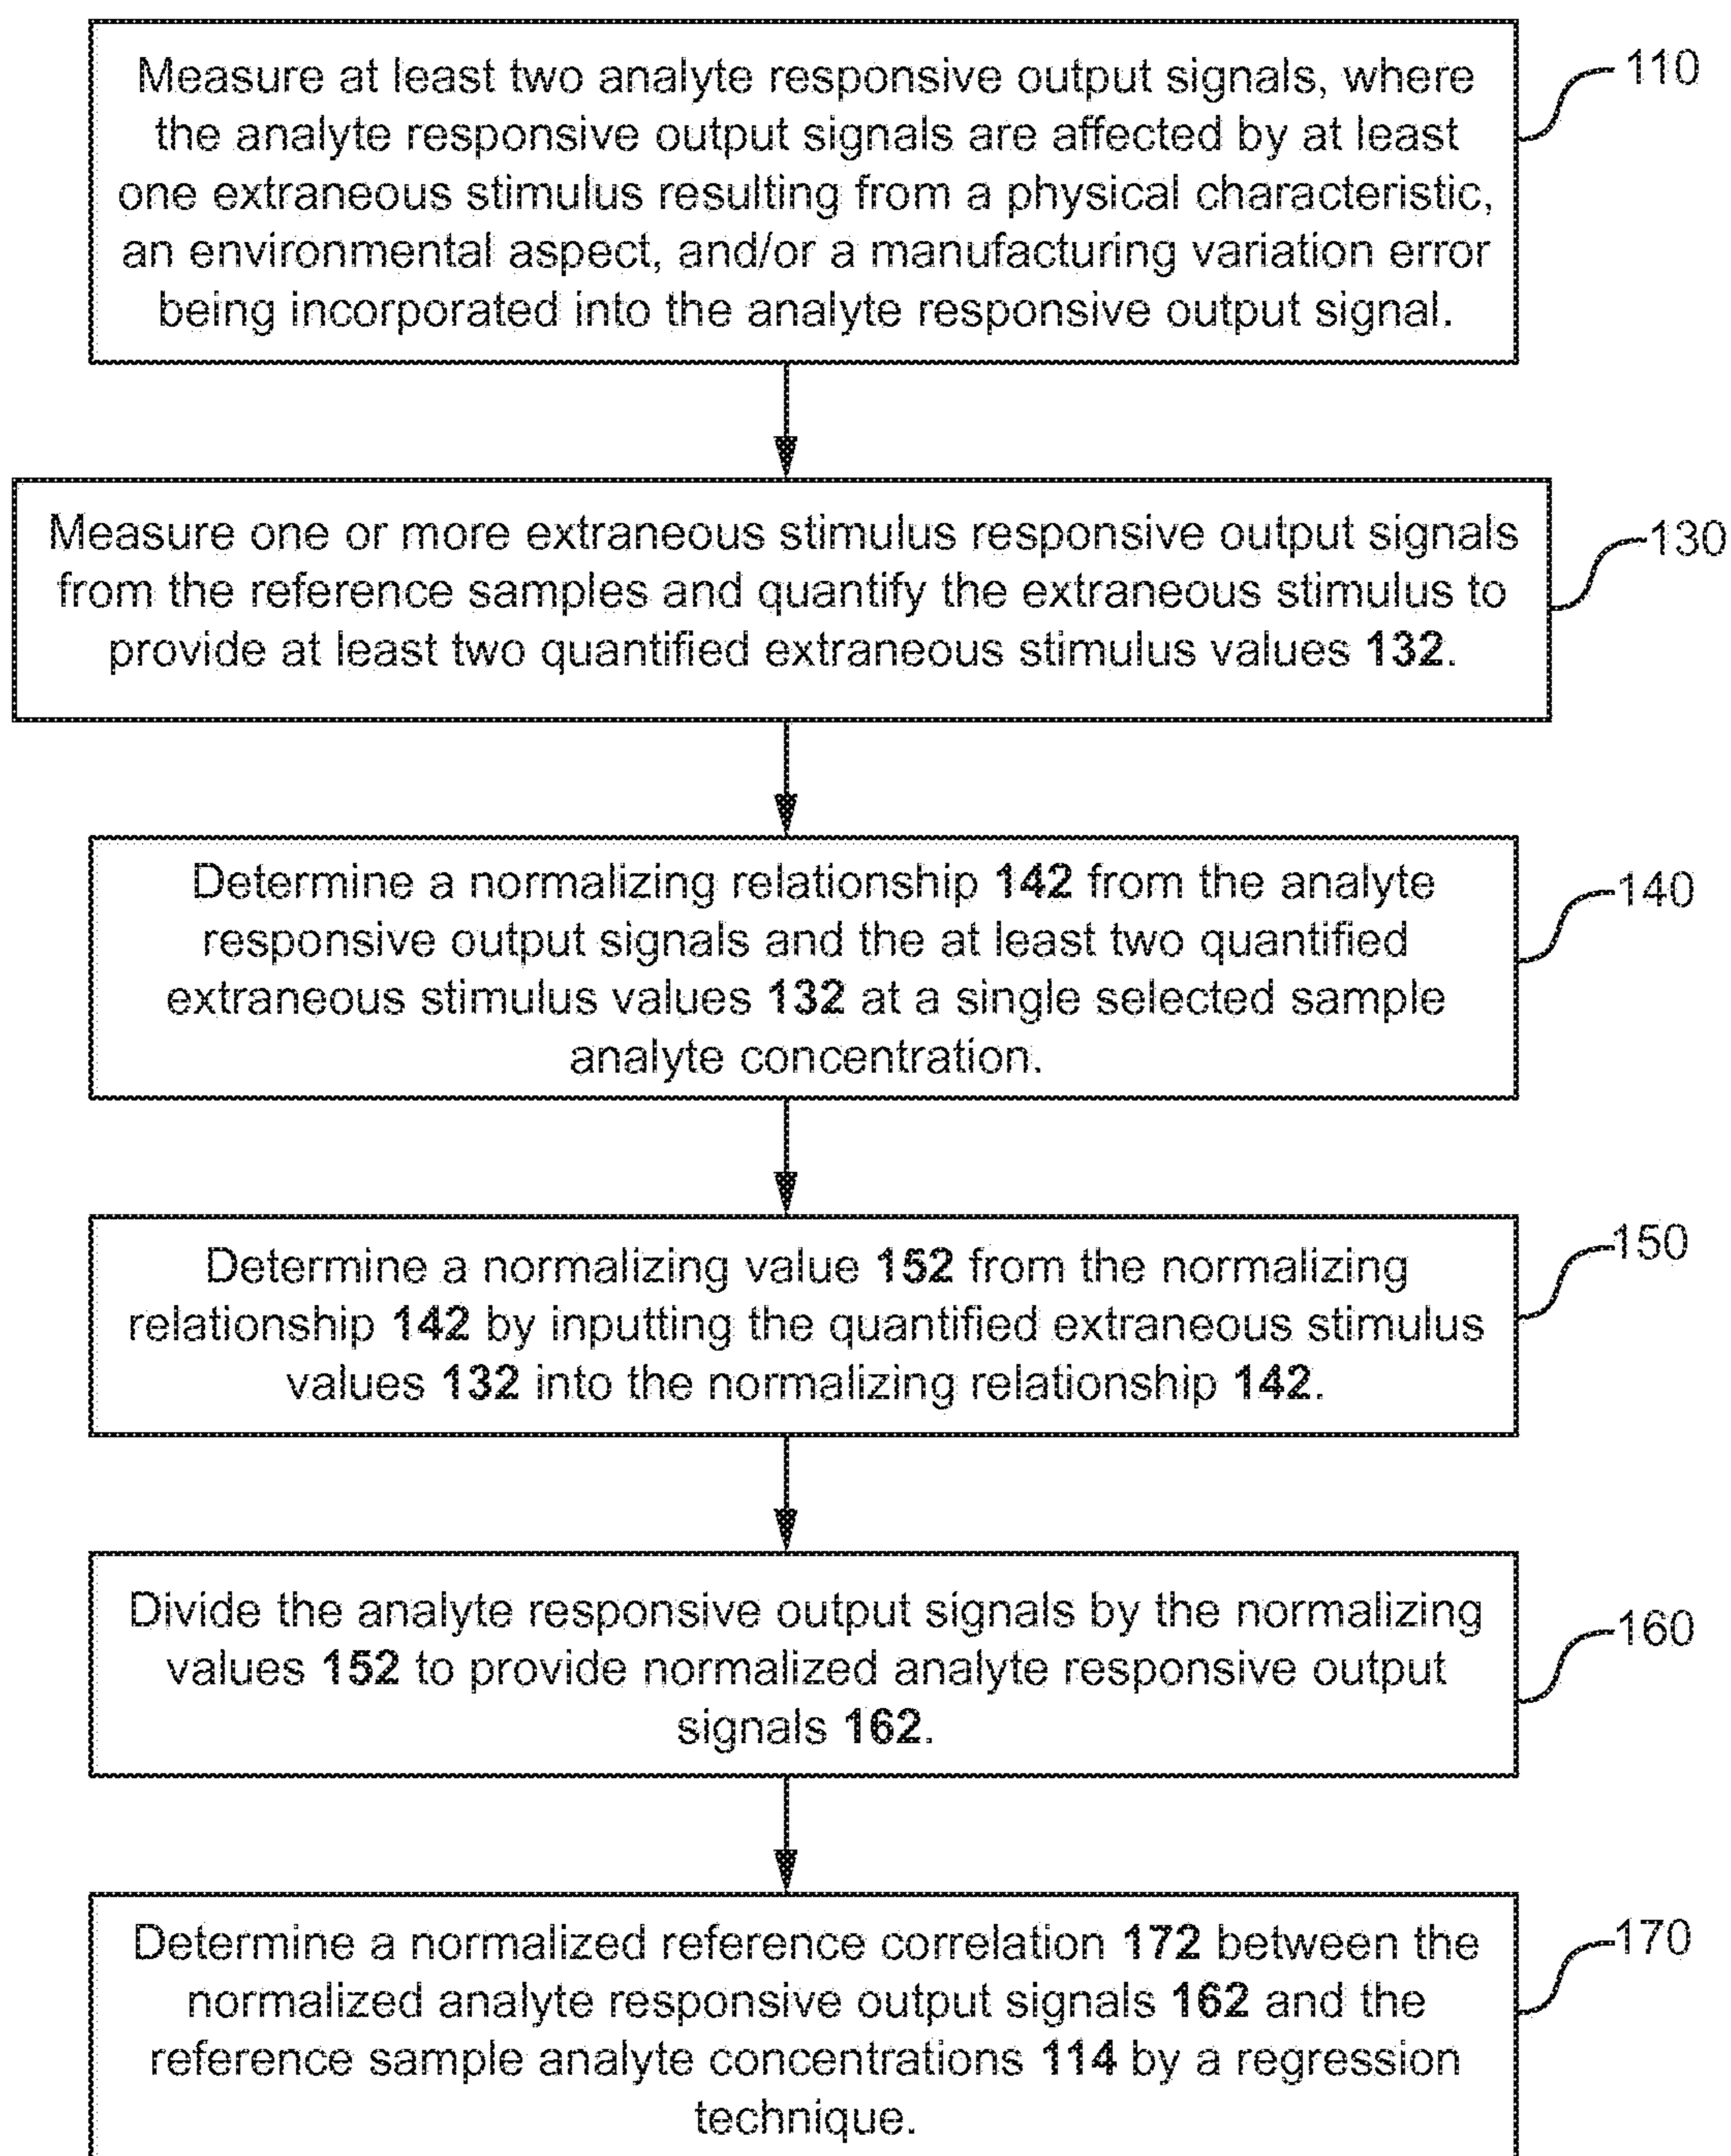 Measure at least two analyte responsive output signals, where
the analyte responsive output signals are affected by at least
one extraneous stimulus resulting from a physical characteristic,
an environmental aspect, and/or a manufacturing variation error
being incorporated into the analyte responsive output signal.
110
Measure one or more extraneous stimulus responsive output signals
from the reference samples and quantify the extraneous stimulus to
provide at least two quantified extraneous stimulus values 132.
130
Determine a normalizing relationship 142 from the analyte
responsive output signals and the at least two quantified
extraneous stimulus values 132 at a single selected sample
analyte concentration.
140
Determine a normalizing value 152 from the normalizing
relationship 142 by inputting the quantified extraneous stimulus
values 132 into the normalizing relationship 142.
150
Divide the analyte responsive output signals by the normalizing
values 152 to provide normalized analyte responsive output
signals 162.
160
Determine a normalized reference correlation 172 between the
normalized analyte responsive output signals 162 and the
reference sample analyte concentrations 114 by a regression
technique.
170